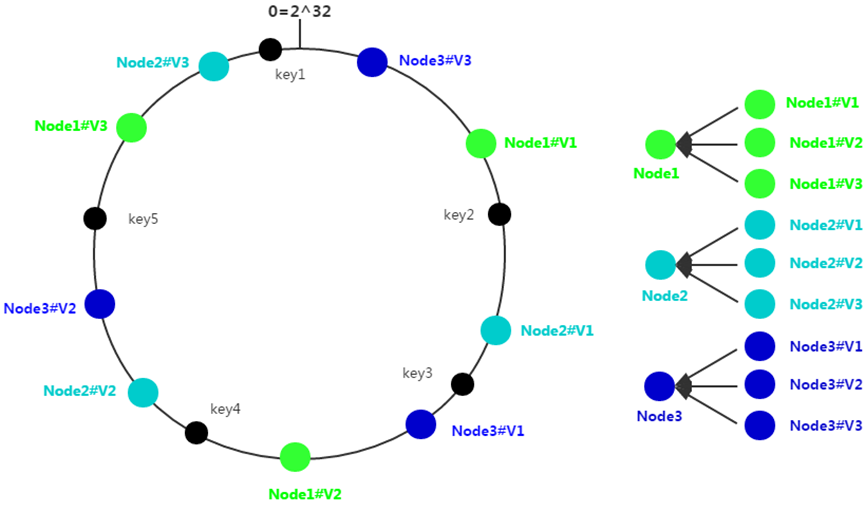 0=2^32
Node2#V3
key1
Node3#V3
Node1#V3
Node1#V1
key5
key2
Node3#V2
Node2#V1
key3
Node2#V2
key4
Node3#V1
Node1#V2
Node1#V1
Node1
Node1#V2
Node1#V3
Node2#V1
Node2
Node2#V2
Node2#V3
Node3#V1
Node3
Node3#V2
Node3#V3